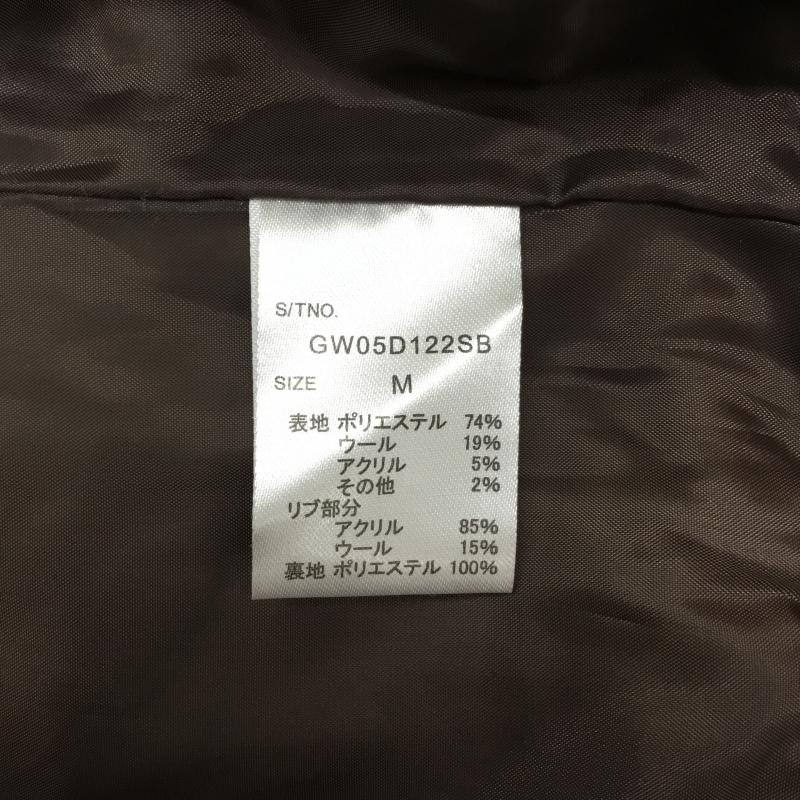 S/TNO.
GW05D122SB
SIZE M
表地 ポリエステル 74%
ウール 19%
アクリル 5%
その他 2%
リブ部分
アクリル 85%
ウール 15%
裏地 ポリエステル 100%